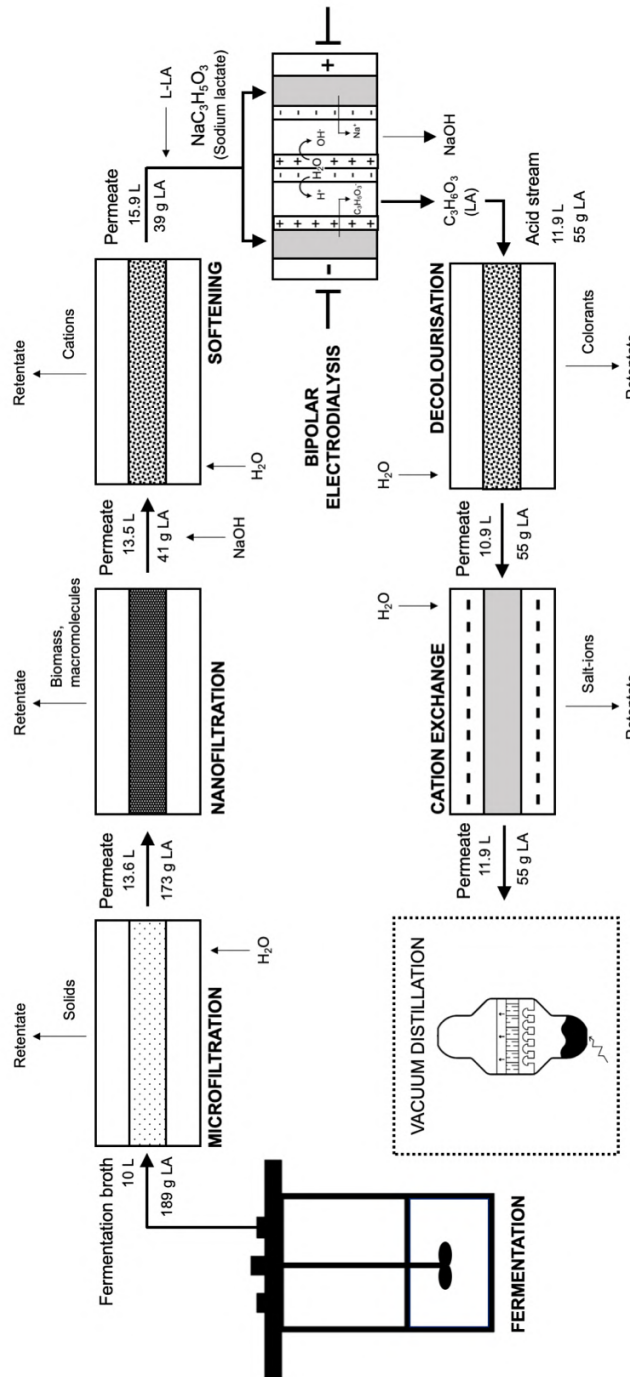 FERMENTATION
Fermentation broth
10 L
189 g LA
MICROFILTRATION
Retentate
Solids
H₂O
Permeate
13.6 L
173 g LA
NANOFILTRATION
Retentate
Biomass,
macromolecules
Permeate
13.5 L
41 g LA
NaOH
SOFTENING
Retentate
Cations
H₂O
Permeate
15.9 L
39 g LA
L-LA
NaC₃H₅O₃
(Sodium lactate)
BIPOLAR
ELECTRODIALYSIS
-
+
H⁺
H₂O
OH⁻
Na⁺
NaOH
C₃H₆O₃
(LA)
Acid stream
11.9 L
55 g LA
DECOLOURISATION
H₂O
Colorants
Permeate
10.9 L
55 g LA
CATION EXCHANGE
H₂O
Salt-ions
Permeate
11.9 L
55 g LA
VACUUM DISTILLATION